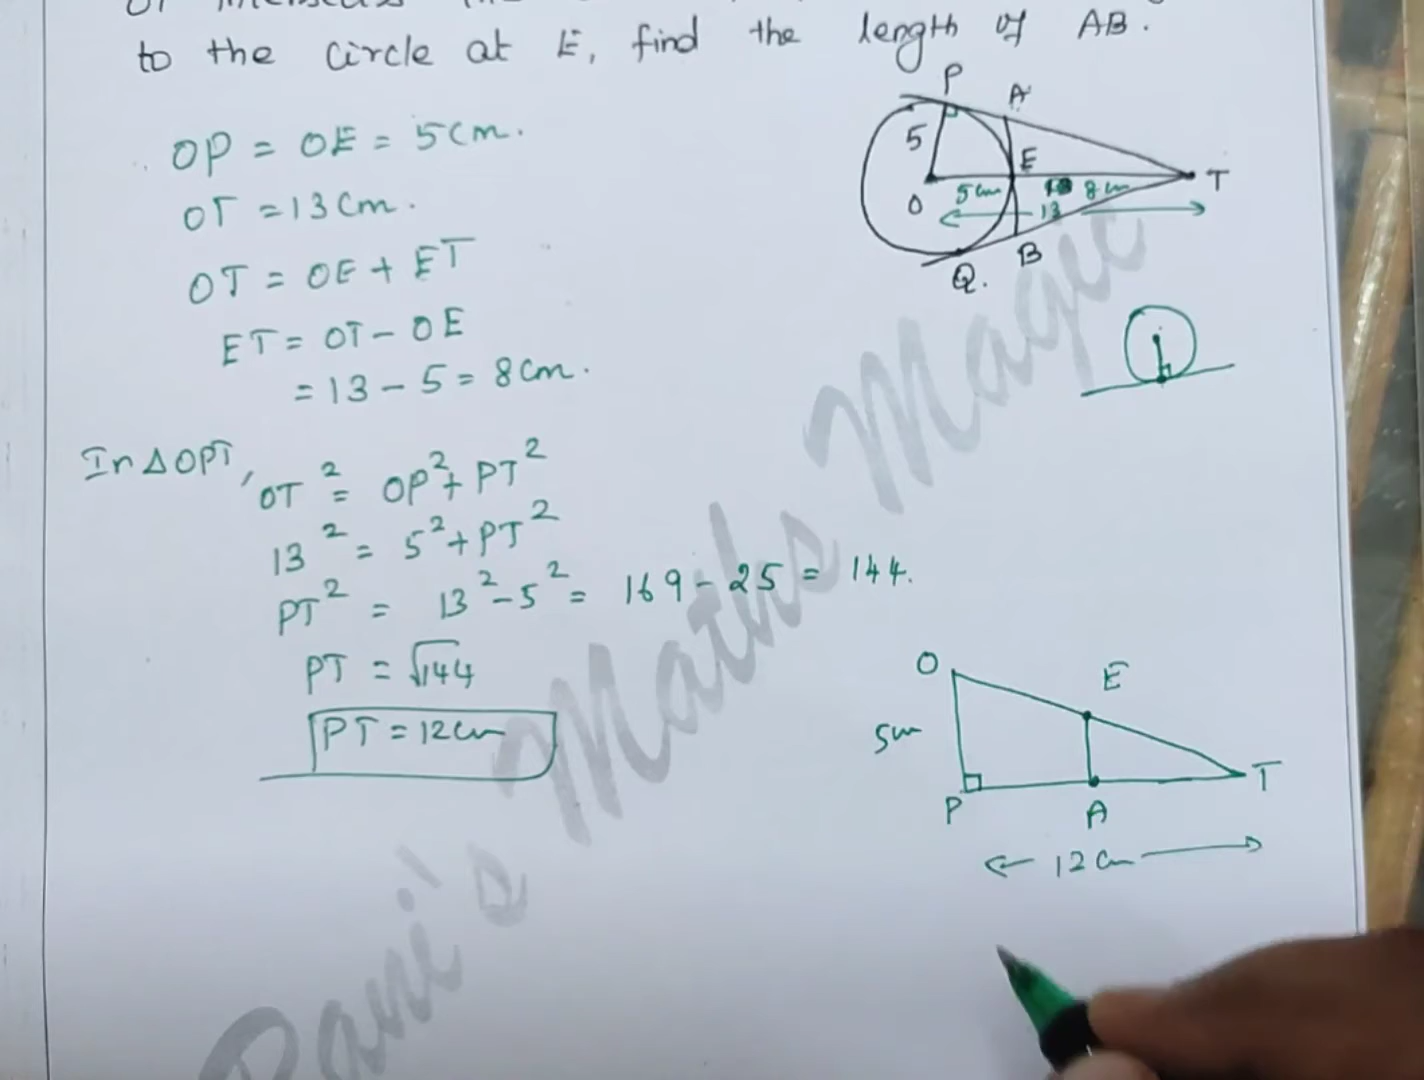 to the circle at E, find the length of AB.
OP = OE = 5cm.
OT = 13cm.
OT = OE + ET
ET = OT - OE
= 13 - 5 = 8cm.
In △OPT,
OT² = OP² + PT²
13² = 5² + PT²
PT² = 13² - 5² = 169 - 25 = 144.
PT = √144
PT = 12cm
P
A
5
E
T
O
5cm
8cm
13
B
Q.
O
E
5cm
P
A
T
12cm
Rani's Maths Magic